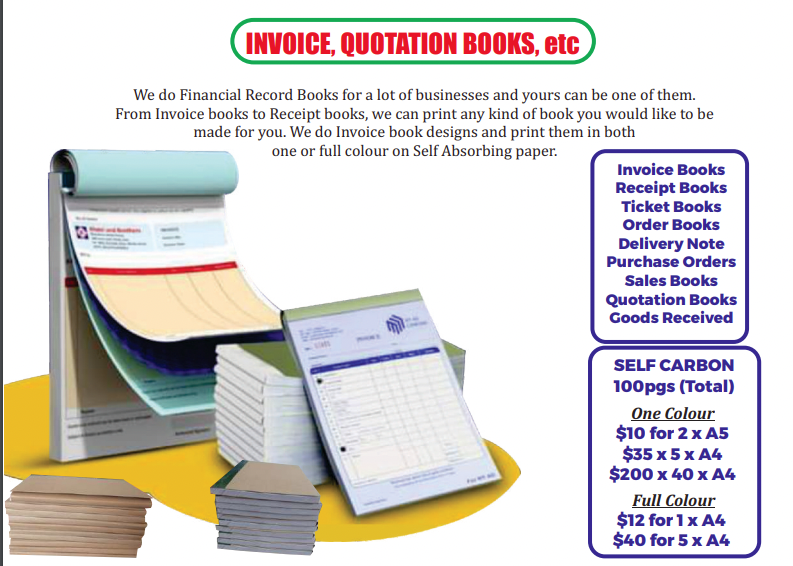 INVOICE, QUOTATION BOOKS, etc
We do Financial Record Books for a lot of businesses and yours can be one of them.
From Invoice books to Receipt books, we can print any kind of book you would like to be
made for you. We do Invoice book designs and print them in both
one or full colour on Self Absorbing paper.
Invoice Books
Receipt Books
Ticket Books
Order Books
Delivery Note
Purchase Orders
Sales Books
Quotation Books
Goods Received
SELF CARBON
100pgs (Total)
One Colour
$10 for 2 x A5
$35 x 5 x A4
$200 x 40 x A4
Full Colour
$12 for 1 x A4
$40 for 5 x A4